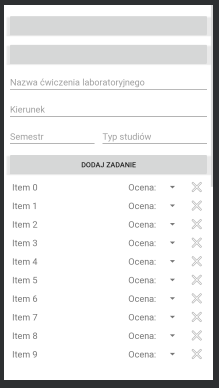 Nazwa ćwiczenia laboratoryjnego
Kierunek
Semestr Typ studiów
DODAJ ZADANIE
Item 0 Ocena:
Item 1 Ocena:
Item 2 Ocena:
Item 3 Ocena:
Item 4 Ocena:
Item 5 Ocena:
Item 6 Ocena:
Item 7 Ocena:
Item 8 Ocena:
Item 9 Ocena: